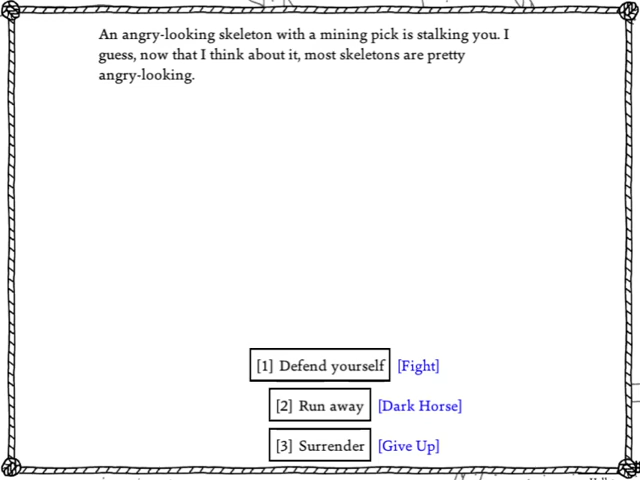 An angry-looking skeleton with a mining pick is stalking you. I
guess, now that I think about it, most skeletons are pretty
angry-looking.
[1] Defend yourself [Fight]
[2] Run away [Dark Horse]
[3] Surrender [Give Up]